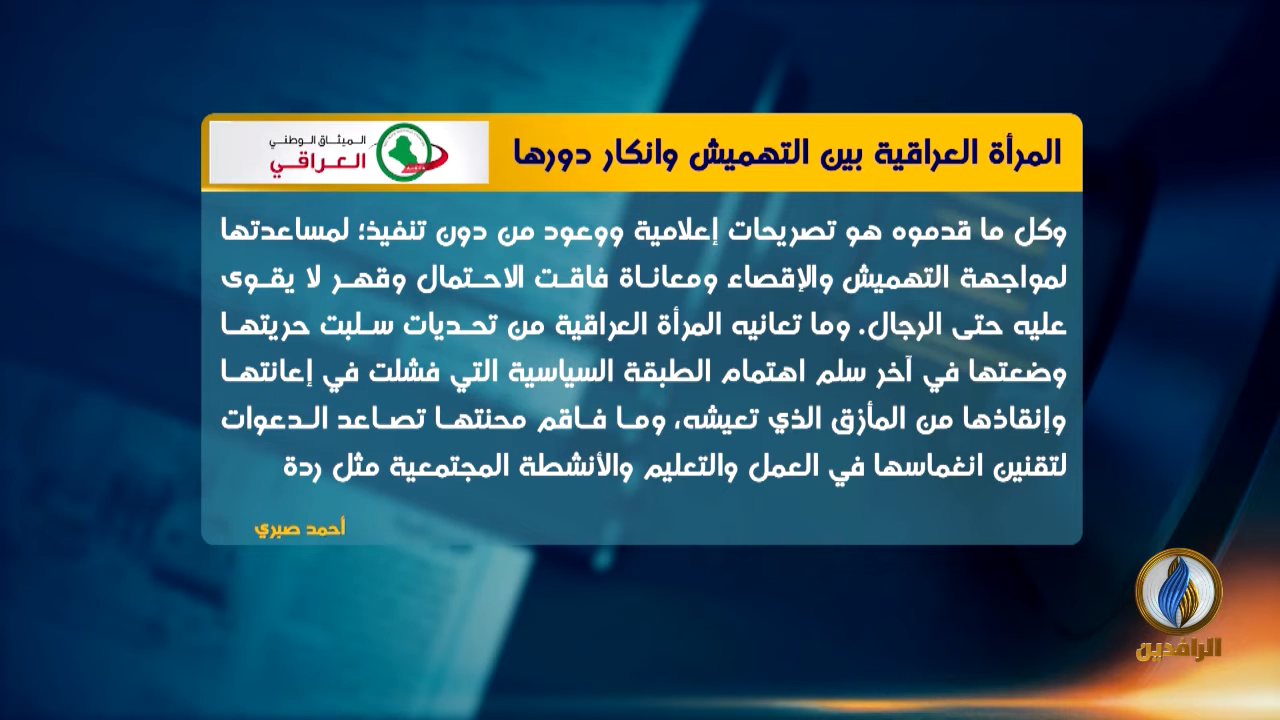 المرأة العراقية بين التهميش وانكار دورها
الميثاق الوطني
العراقي
وكل ما قدموه هو تصريحات إعلامية ووعود من دون تنفيذ؛ لمساعدتها
لمواجهة التهميش والإقصاء ومعاناة فاقت الاحتمال وقهر لا يقوى
عليه حتى الرجال. وما تعانيه المرأة العراقية من تحديات سلبت حريتها
وضعتها في آخر سلم اهتمام الطبقة السياسية التي فشلت في إعانتها
وإنقاذها من المأزق الذي تعيشه، وما فاقم محنتها تصاعد الدعوات
لتقنين انغماسها في العمل والتعليم والأنشطة المجتمعية مثل ردة
أحمد صبري
الرافدين